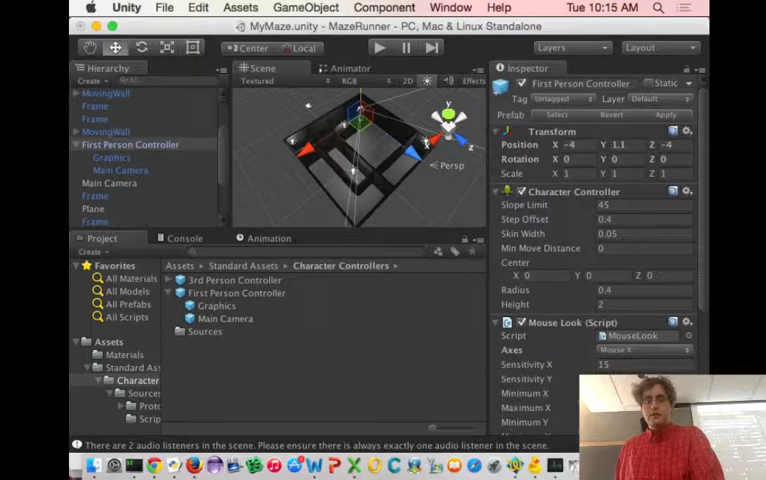 Unity File Edit Assets GameObject Component Window Help Tue 10:15 AM
MyMaze.unity - MazeRunner - PC, Mac & Linux Standalone
Center Local Layers Layout
Hierarchy
Create
MovingWall
Frame
Frame
MovingWall
First Person Controller
Graphics
Main Camera
Main Camera
Frame
Plane
Frame
Scene Animator
Textured RGB 2D Effects
y
x
z
Persp
Inspector
First Person Controller Static
Tag Untagged Layer Default
Prefab Select Revert Apply
Transform
Position X -4 Y 1.1 Z -4
Rotation X 0 Y 0 Z 0
Scale X 1 Y 1 Z 1
Character Controller
Slope Limit 45
Step Offset 0.4
Skin Width 0.05
Min Move Distance 0
Center
X 0 Y 0 Z 0
Radius 0.4
Height 2
Mouse Look (Script)
Script MouseLook
Axes Mouse X
Sensitivity X 15
Sensitivity Y
Minimum X
Maximum X
Project Console Animation
Create
Favorites
All Materials
All Models
All Prefabs
All Scripts
Assets
Materials
Standard Ass
Character
Sources
Proto
Scrip
Assets Standard Assets Character Controllers
3rd Person Controller
First Person Controller
Graphics
Main Camera
Sources
There are 2 audio listeners in the scene. Please ensure there is always exactly one audio listener in the scene.